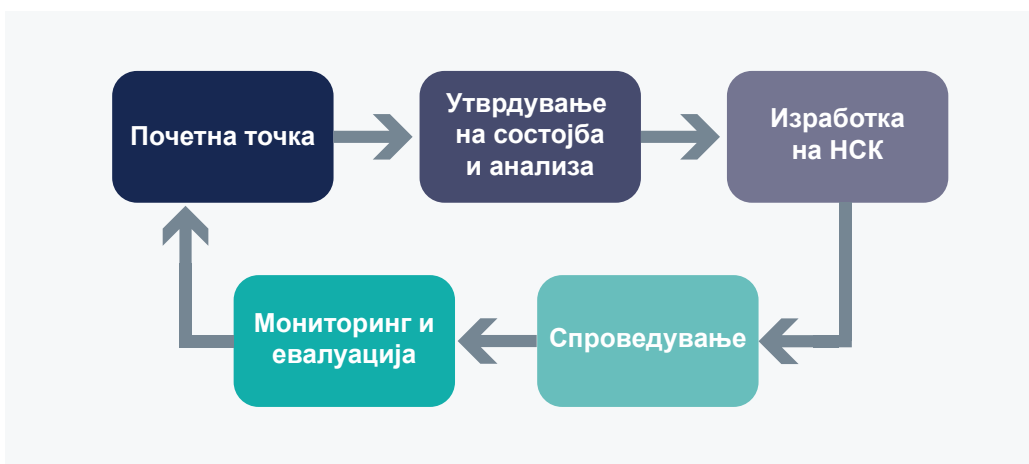 Почетна точка
Утврдување
на состојба
и анализа
Изработка
на НСК
Спроведување
Мониторинг и
евалуација